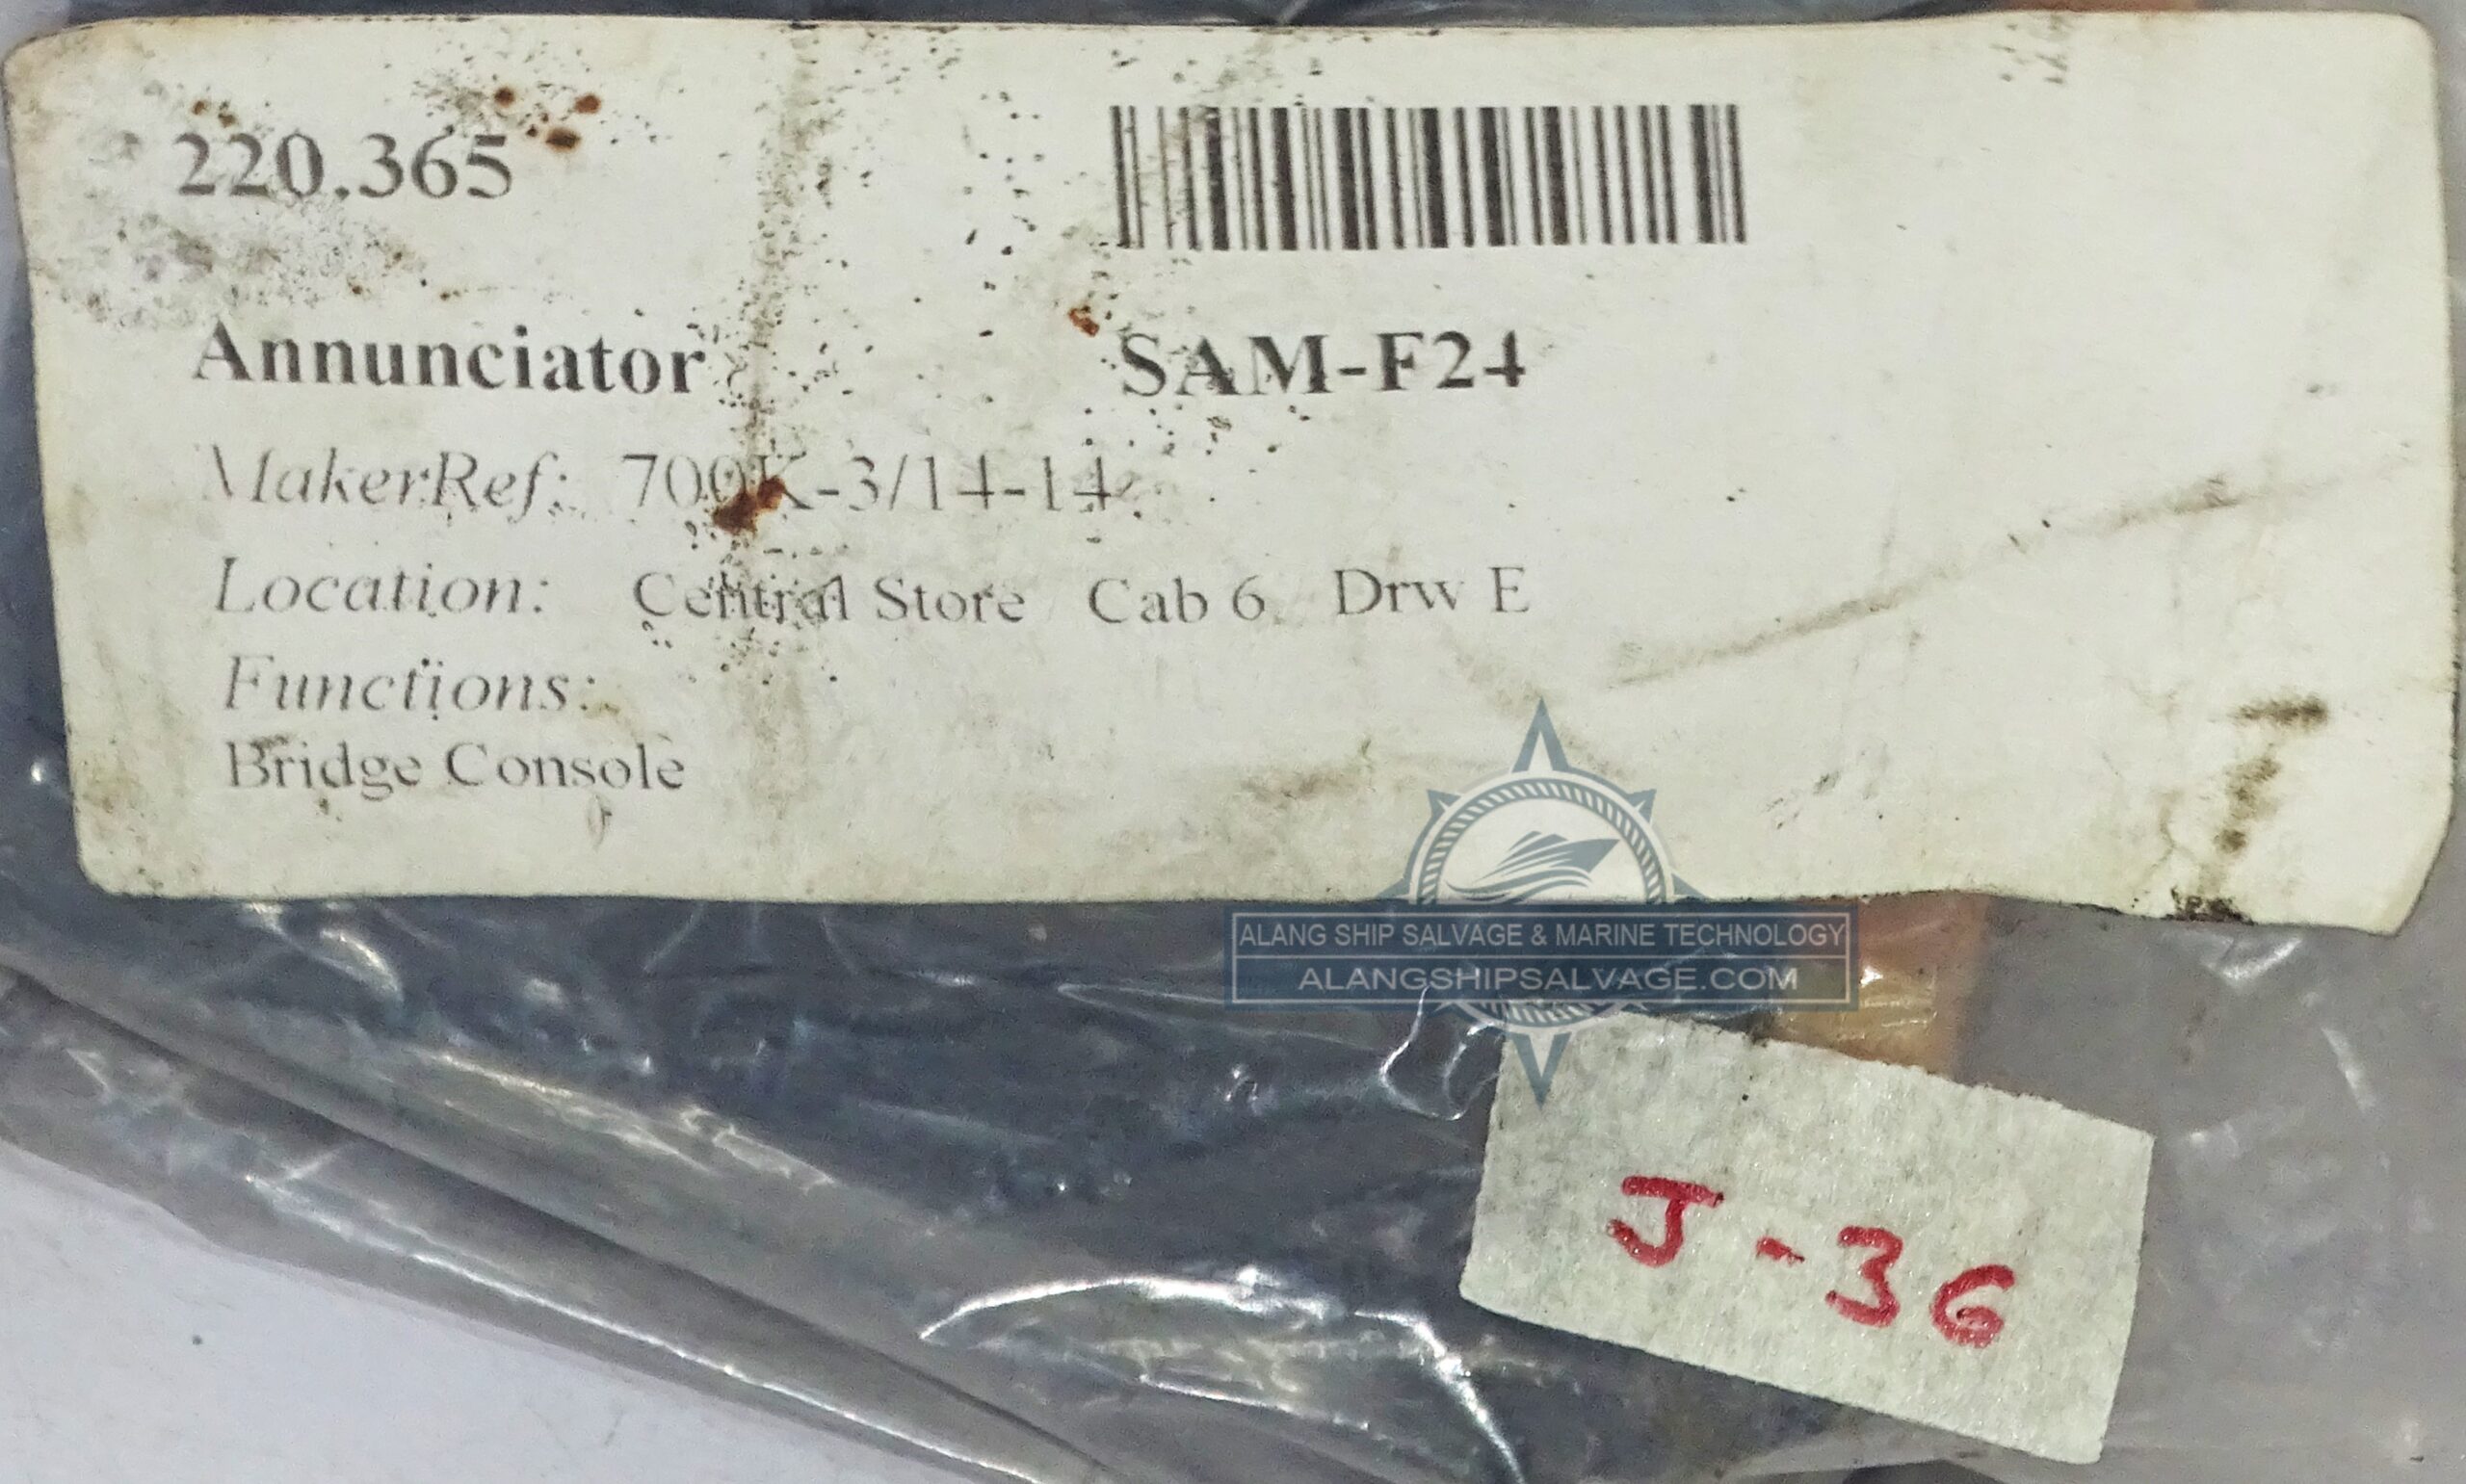 220.365
Annunciator SAM-F24
MakerRef: 700K-3/14-14
Location: Central Store Cab 6 Drw E
Functions:
Bridge Console
ALANG SHIP SALVAGE & MARINE TECHNOLOGY
ALANGSHIPSALVAGE.COM
J-36